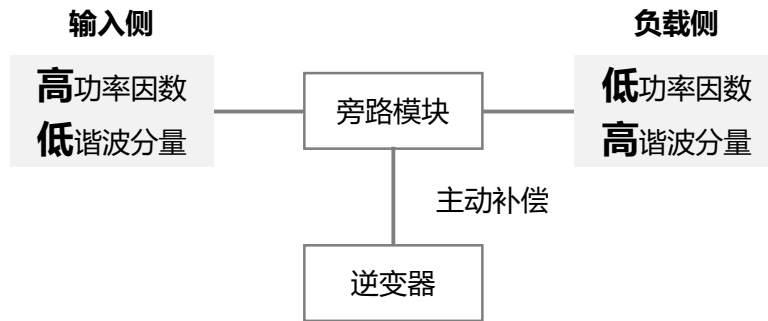 输入侧
负载侧
高功率因数
低谐波分量
旁路模块
低功率因数
高谐波分量
主动补偿
逆变器